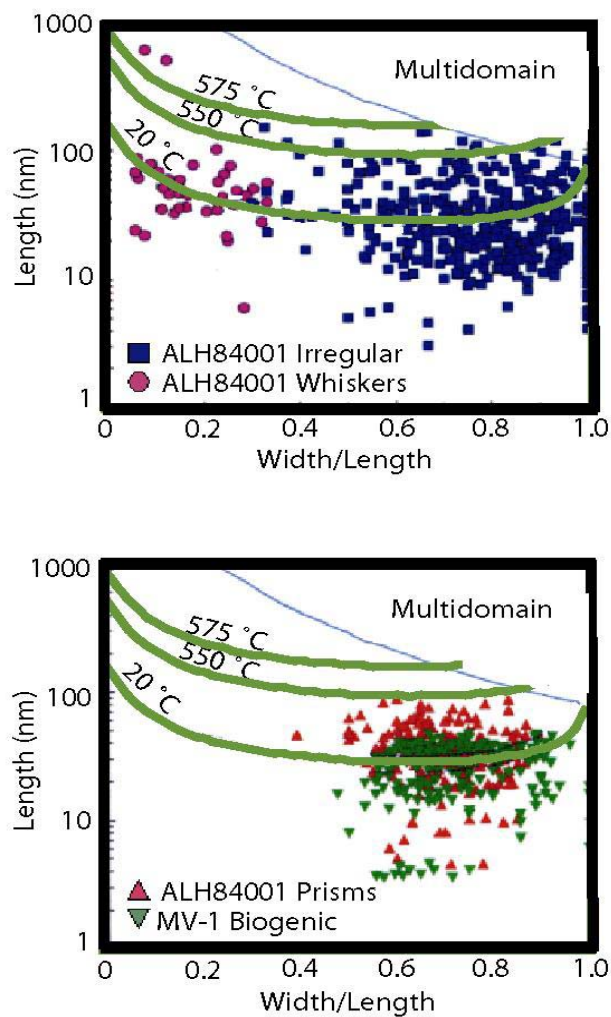 1000
Multidomain
575 ˚C
550 ˚C
100
20 ˚C
Length (nm)
10
ALH84001 Irregular
ALH84001 Whiskers
1
0 0.2 0.4 0.6 0.8 1.0
Width/Length
1000
Multidomain
575 ˚C
550 ˚C
100
20 ˚C
Length (nm)
10
ALH84001 Prisms
MV-1 Biogenic
1
0 0.2 0.4 0.6 0.8 1.0
Width/Length